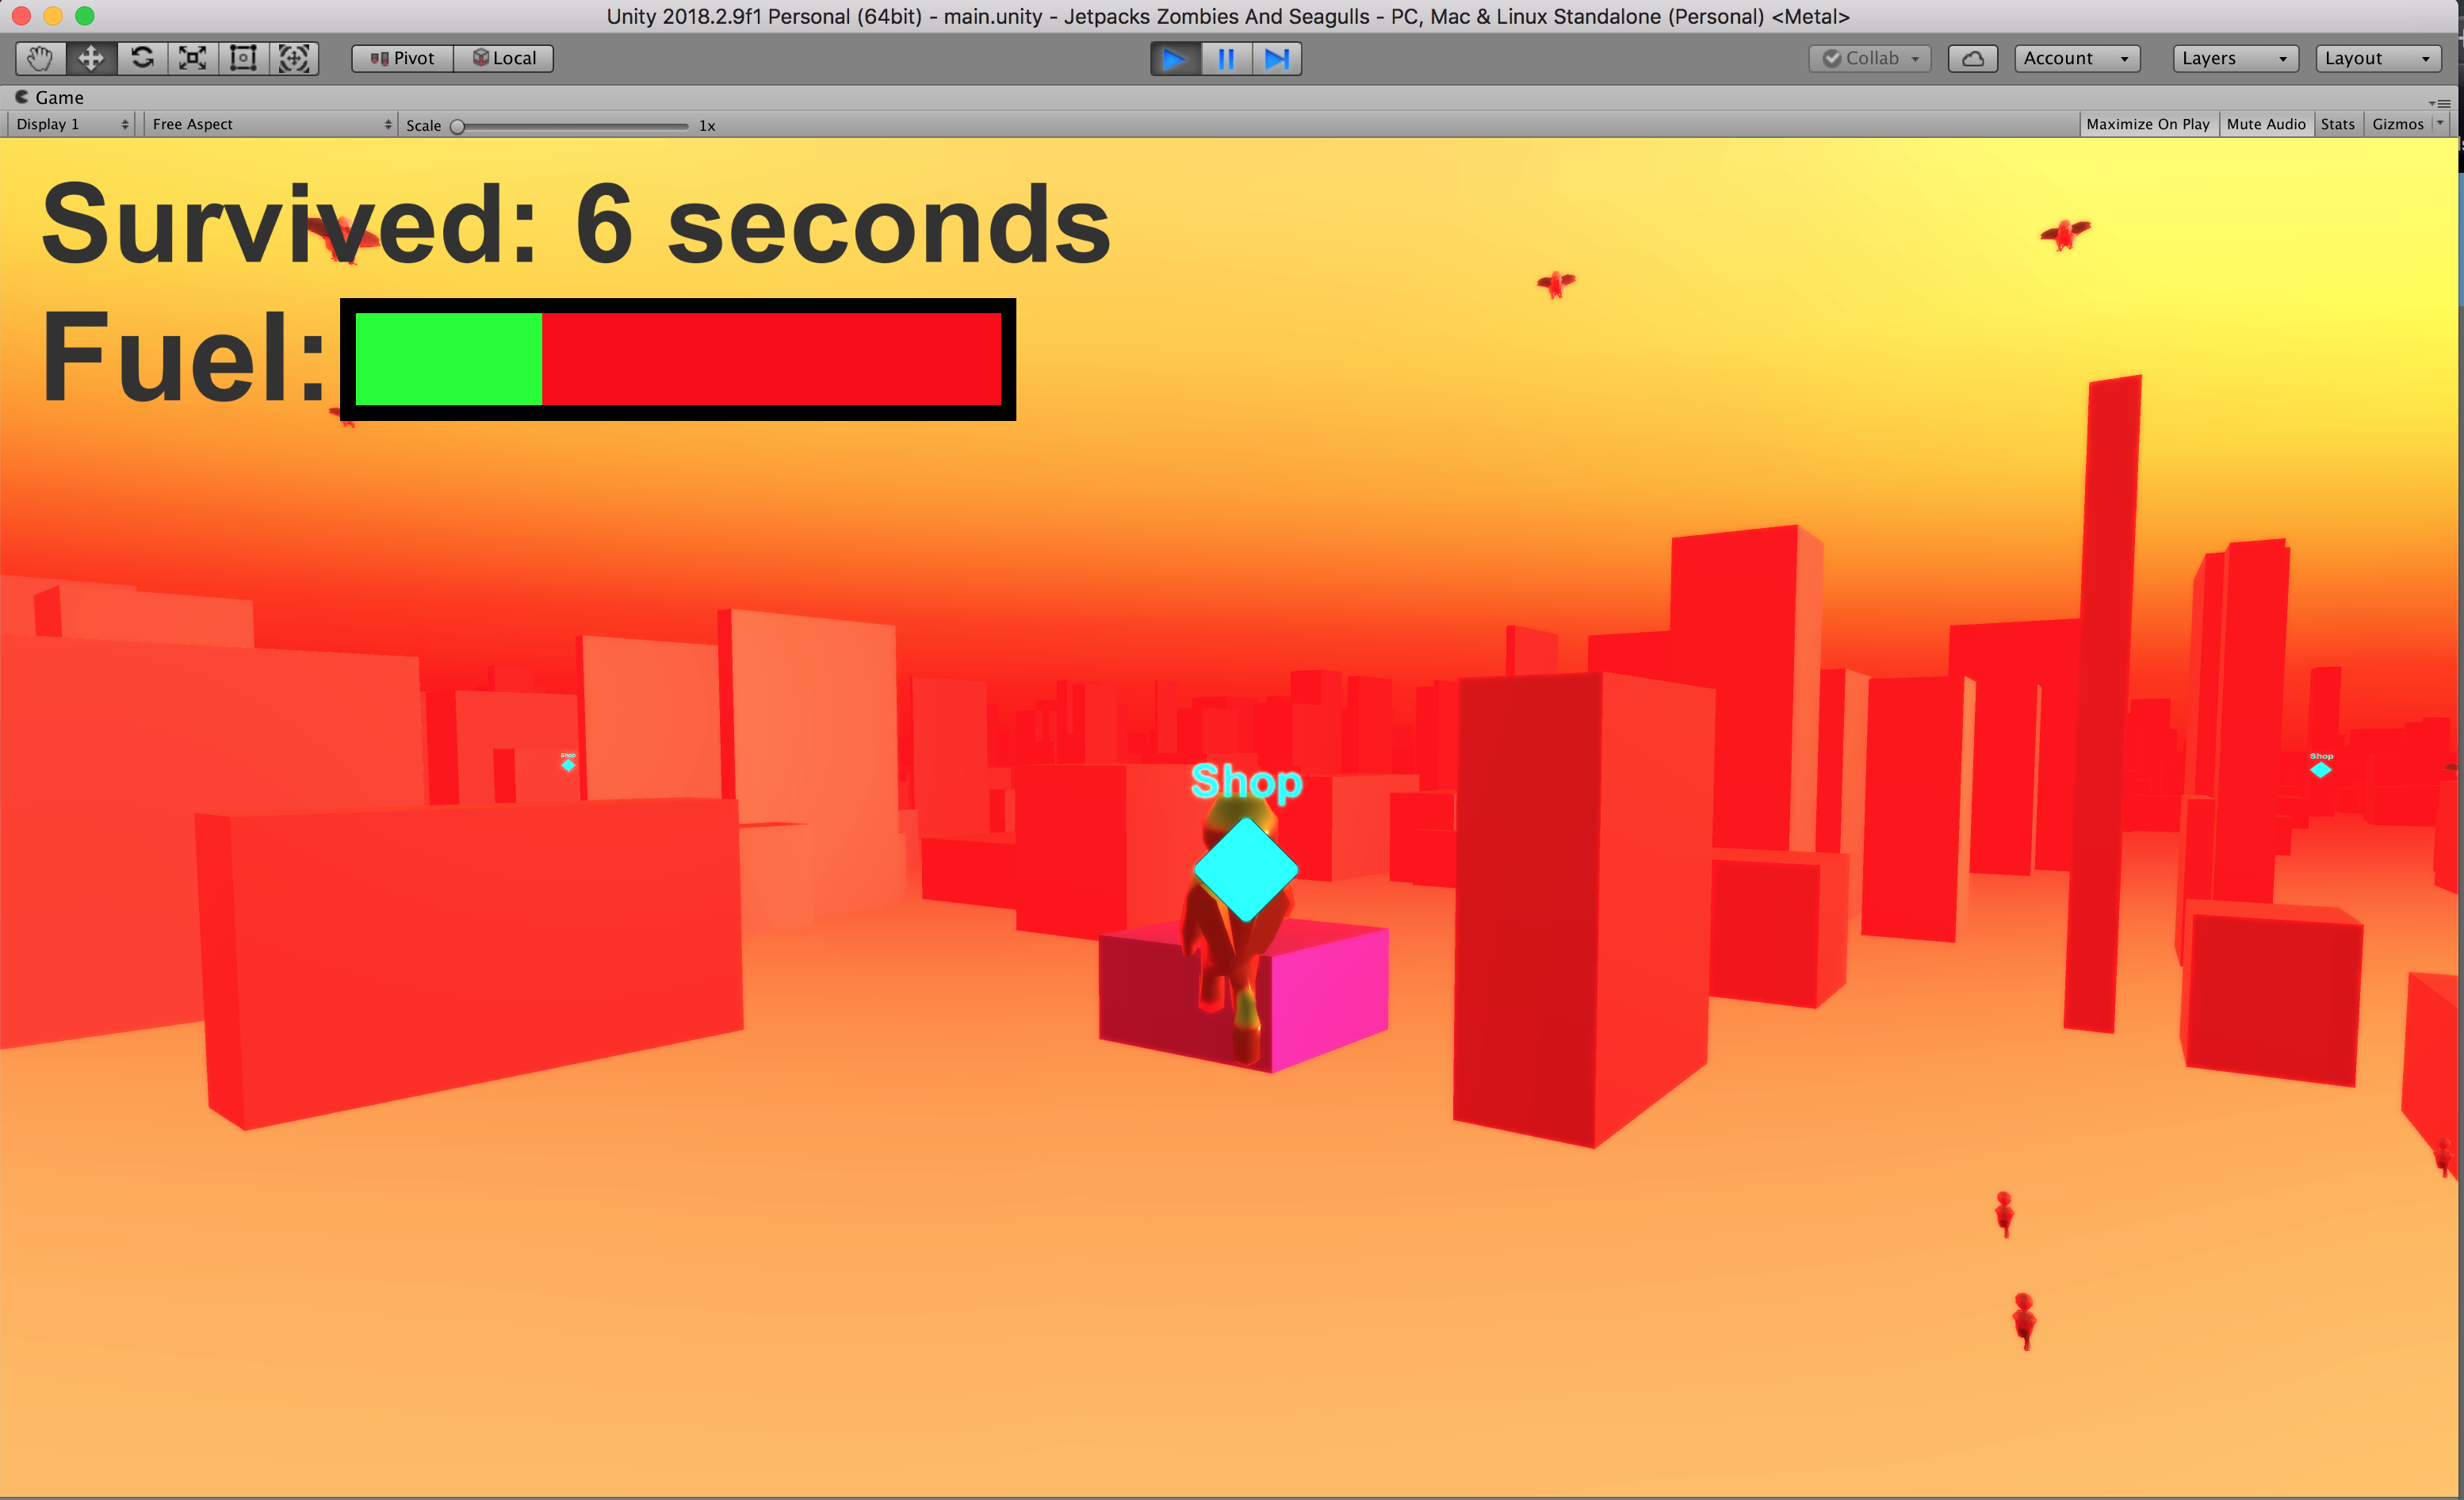 Unity 2018.2.9f1 Personal (64bit) - main.unity - Jetpacks Zombies And Seagulls - PC, Mac & Linux Standalone (Personal) <Metal>
Pivot Local Collab Account Layers Layout
Game
Display 1 Free Aspect Scale 1x Maximize On Play Mute Audio Stats Gizmos
Survived: 6 seconds
Fuel:
Shop
Shop
Shop